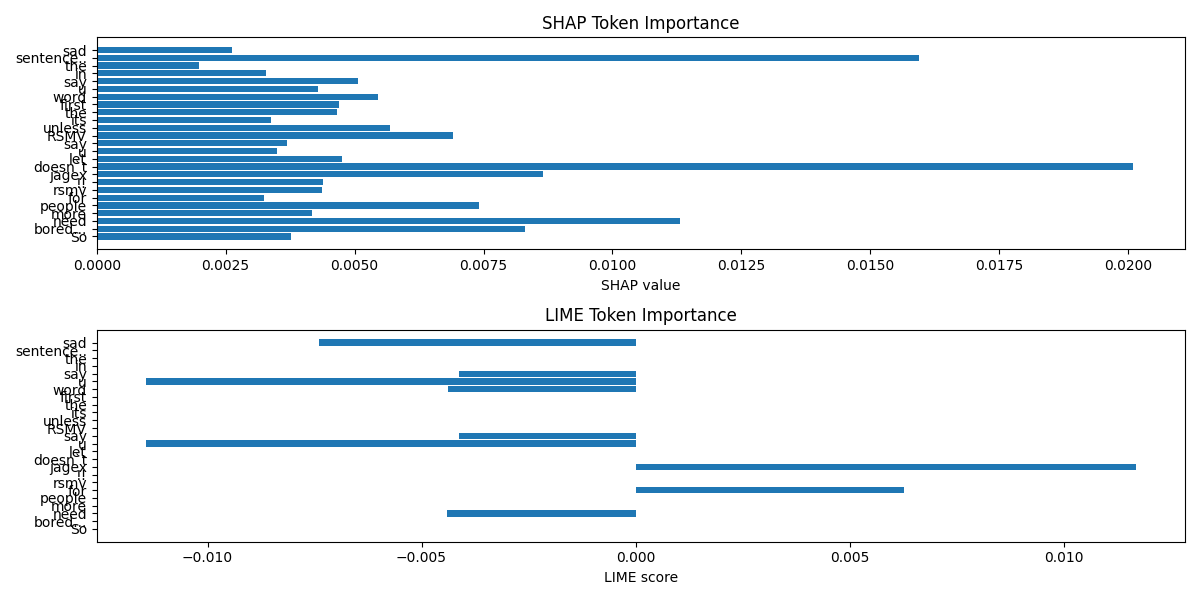 SHAP Token Importance
sad
sentence...
the
in
say
u
word
first
the
its
unless
RSMV
say
u
let
doesn't
jagex
rsmv
for
people
more
need
bored...
So
0.0000 0.0025 0.0050 0.0075 0.0100 0.0125 0.0150 0.0175 0.0200
SHAP value
LIME Token Importance
sad
sentence...
the
in
say
u
word
first
the
its
unless
RSMV
say
u
let
doesn't
jagex
rsmv
for
people
more
need
bored...
So
−0.010 −0.005 0.000 0.005 0.010
LIME score